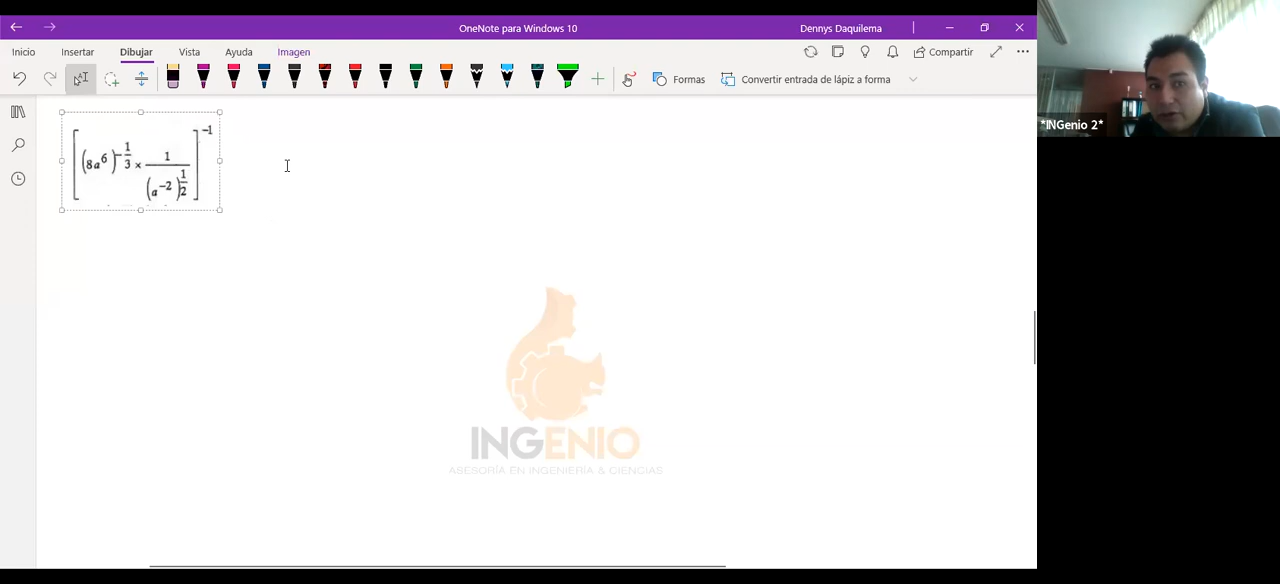 OneNote para Windows 10
Dennys Daquilema
Inicio
Insertar
Dibujar
Vista
Ayuda
Imagen
Compartir
Formas
Convertir entrada de lápiz a forma
[(8a^6)^{-1/3} × 1/(a^{-2})^{1/2}]^{-1}
*INGenio 2*
INGENIO
ASESORÍA EN INGENIERÍA & CIENCIAS